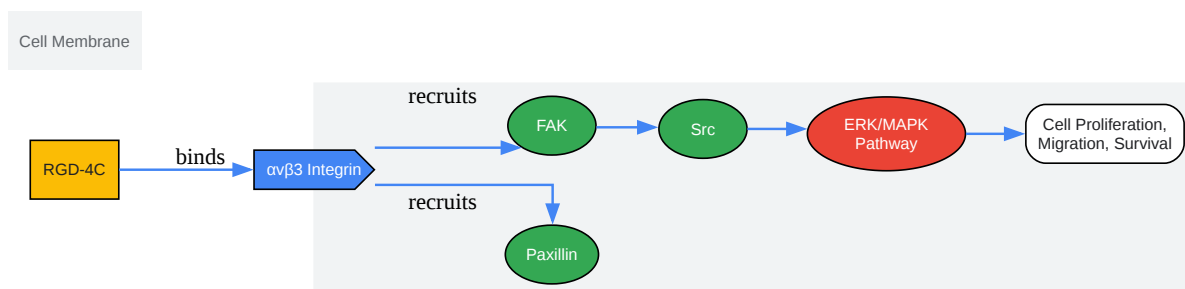 Cell Membrane
RGD-4C
binds
αvβ3 Integrin
recruits
FAK
Src
ERK/MAPK
Pathway
Cell Proliferation,
Migration, Survival
recruits
Paxillin